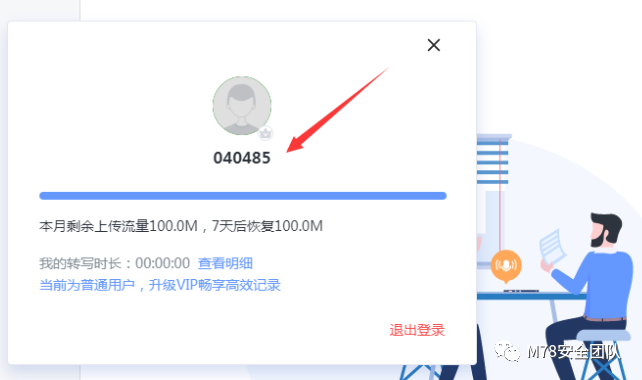 040485
本月剩余上传流量100.0M，7天后恢复100.0M
我的转写时长：00:00:00 查看明细
当前为普通用户，升级VIP畅享高效记录
退出登录
M78安全团队